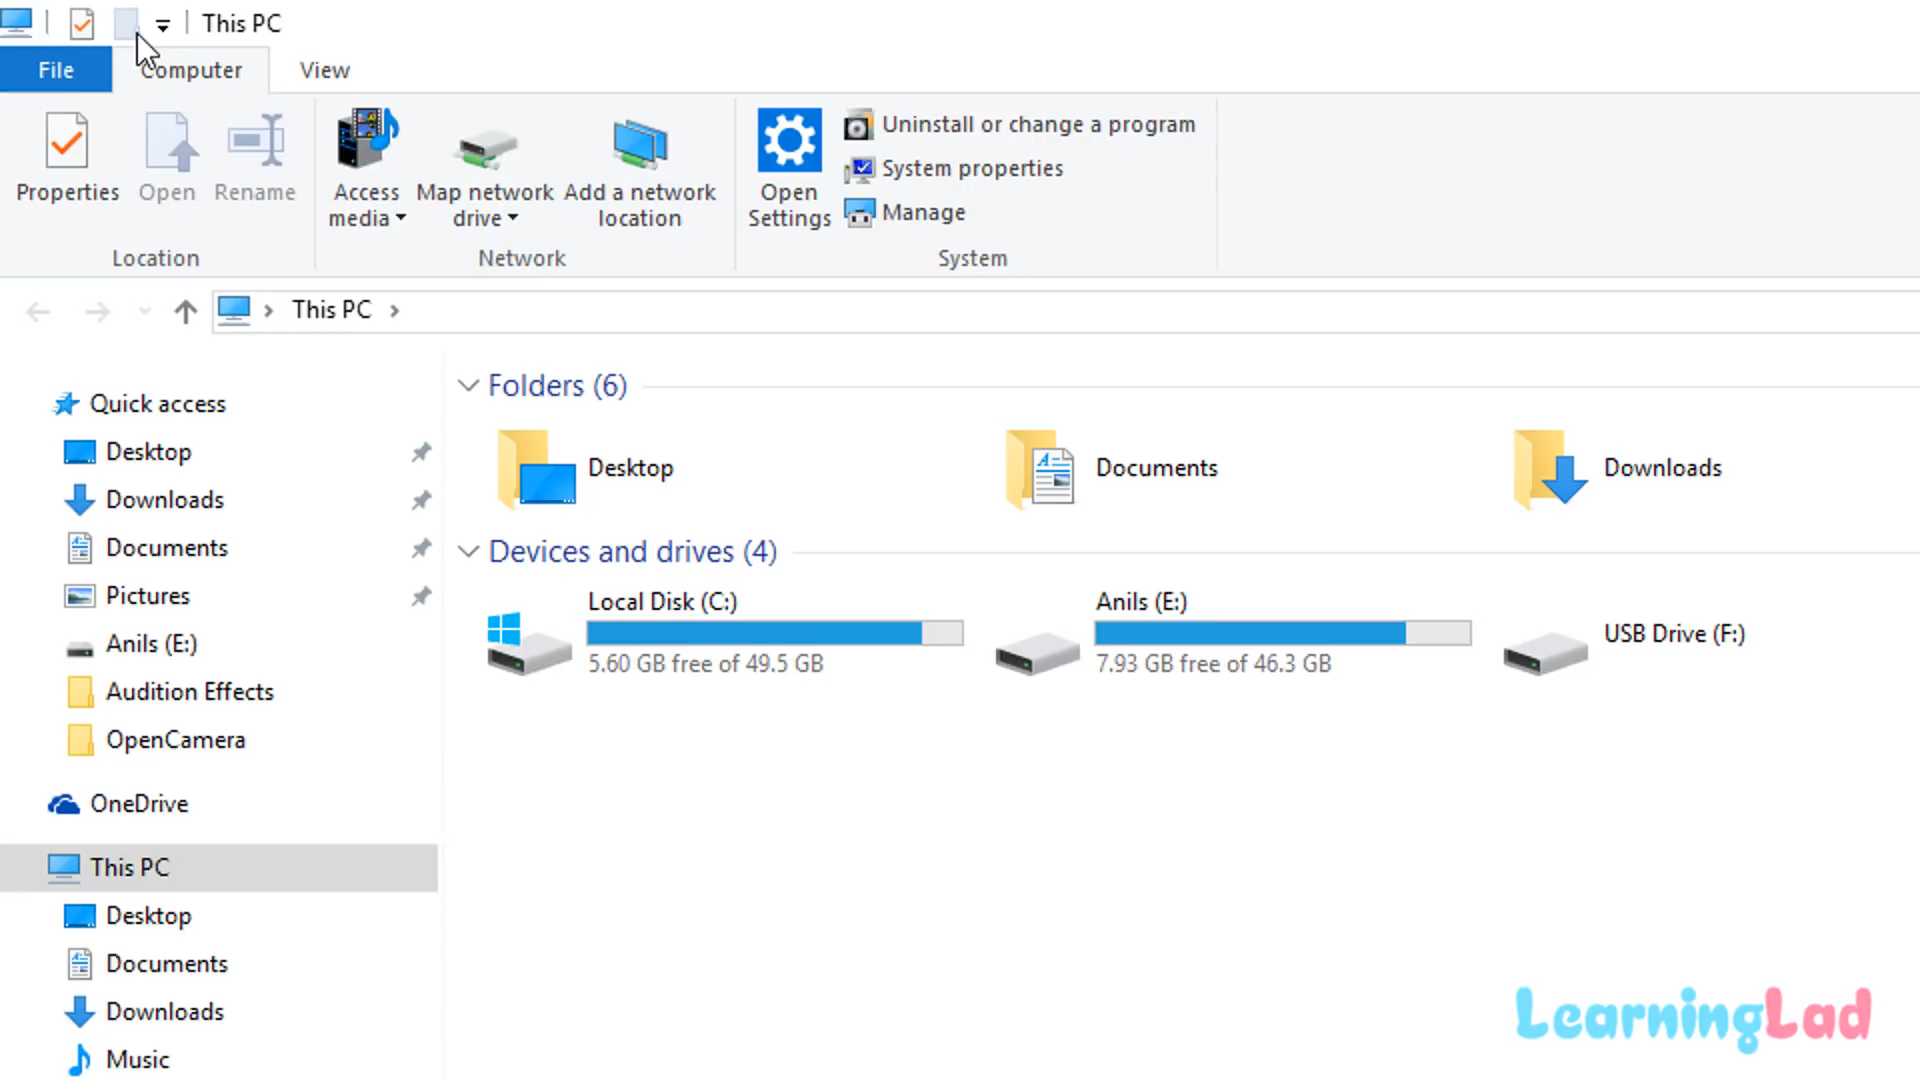 This PC
File
Computer
View
Properties
Open
Rename
Access media
Map network drive
Add a network location
Open Settings
Uninstall or change a program
System properties
Manage
Location
Network
System
This PC
Quick access
Desktop
Downloads
Documents
Pictures
Anils (E:)
Audition Effects
OpenCamera
OneDrive
This PC
Desktop
Documents
Downloads
Music
Folders (6)
Desktop
Documents
Downloads
Devices and drives (4)
Local Disk (C:)
5.60 GB free of 49.5 GB
Anils (E:)
7.93 GB free of 46.3 GB
USB Drive (F:)
LearningLad